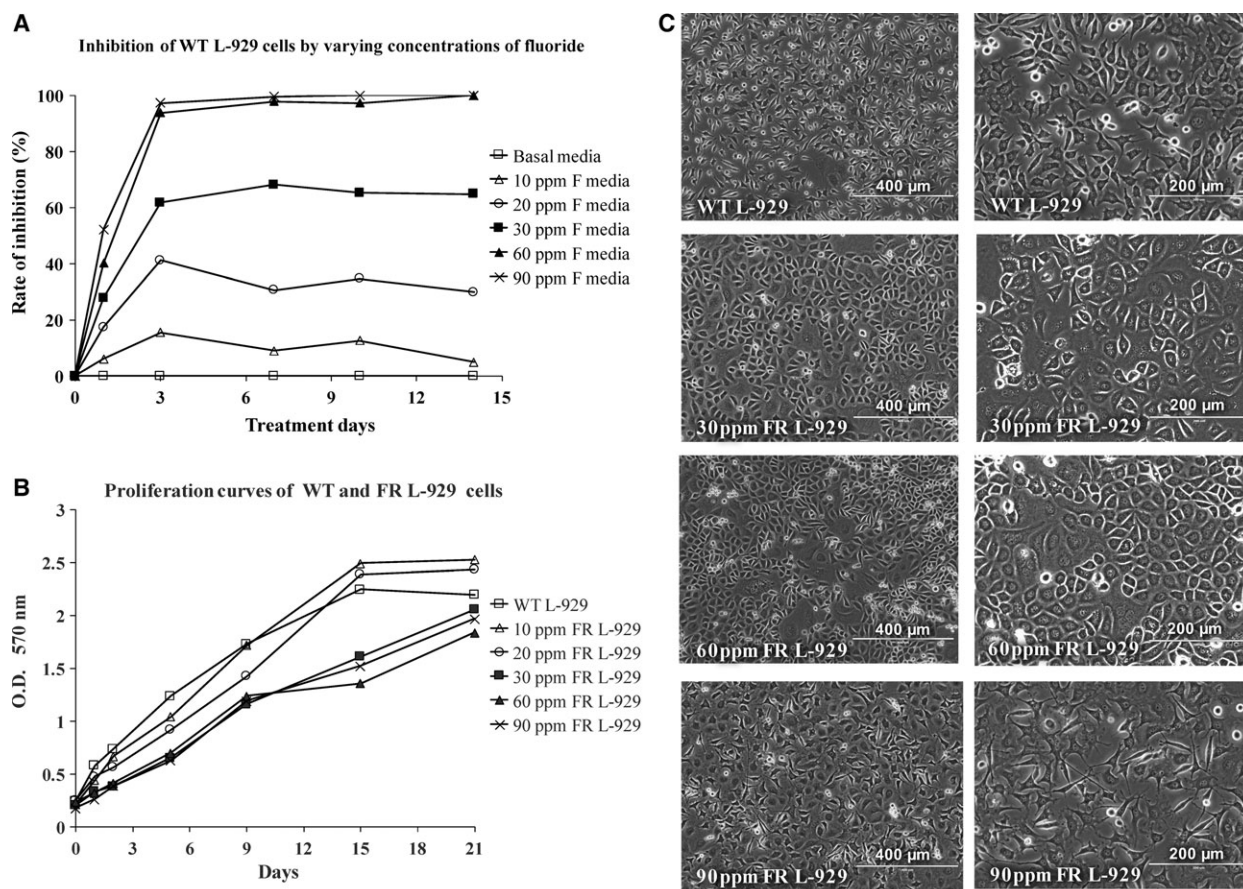 A
Inhibition of WT L-929 cells by varying concentrations of fluoride
100
80
60
40
20
0
Rate of inhibition (%)
0 3 6 9 12 15
Treatment days
Basal media
10 ppm F media
20 ppm F media
30 ppm F media
60 ppm F media
90 ppm F media
B
Proliferation curves of WT and FR L-929 cells
3
2.5
2
1.5
1
0.5
0
O.D. 570 nm
0 3 6 9 12 15 18 21
Days
WT L-929
10 ppm FR L-929
20 ppm FR L-929
30 ppm FR L-929
60 ppm FR L-929
90 ppm FR L-929
C
400 µm
WT L-929
200 µm
WT L-929
400 µm
30ppm FR L-929
200 µm
30ppm FR L-929
400 µm
60ppm FR L-929
200 µm
60ppm FR L-929
400 µm
90ppm FR L-929
200 µm
90ppm FR L-929